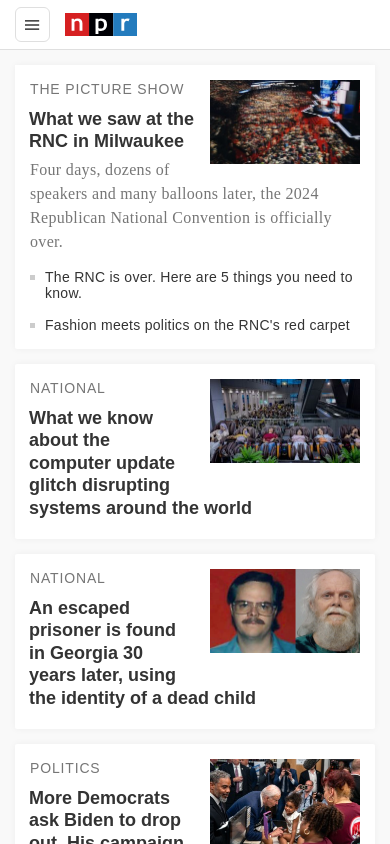 npr
THE PICTURE SHOW
What we saw at the
RNC in Milwaukee
Four days, dozens of
speakers and many balloons later, the 2024
Republican National Convention is officially
over.
The RNC is over. Here are 5 things you need to
know.
Fashion meets politics on the RNC's red carpet
NATIONAL
What we know
about the
computer update
glitch disrupting
systems around the world
NATIONAL
An escaped
prisoner is found
in Georgia 30
years later, using
the identity of a dead child
POLITICS
More Democrats
ask Biden to drop
out. His campaign